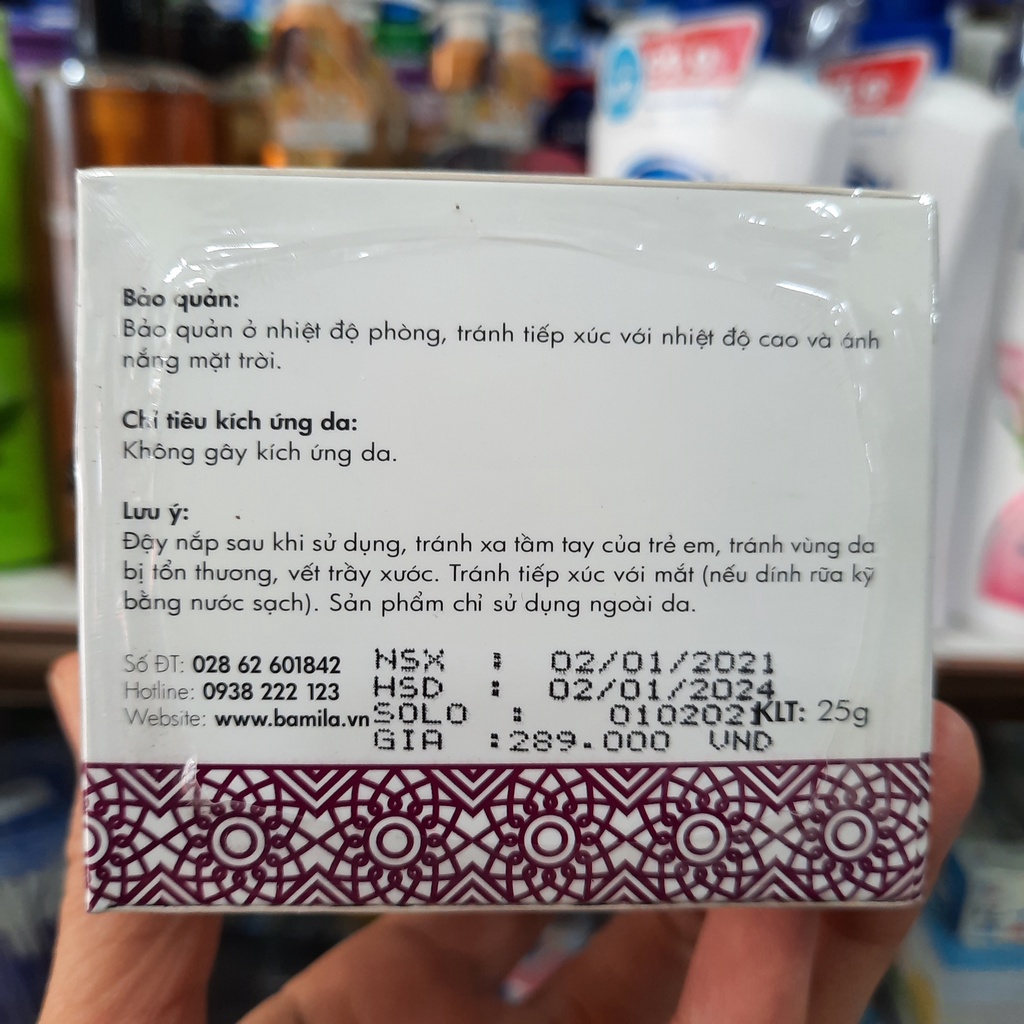 Bảo quản:
Bảo quản ở nhiệt độ phòng, tránh tiếp xúc với nhiệt độ cao và ánh
nắng mặt trời.
Chỉ tiêu kích ứng da:
Không gây kích ứng da.
Lưu ý:
Đậy nắp sau khi sử dụng, tránh xa tầm tay của trẻ em, tránh vùng da
bị tổn thương, vết trầy xước. Tránh tiếp xúc với mắt (nếu dính rữa kỹ
bằng nước sạch). Sản phẩm chỉ sử dụng ngoài da.
Số ĐT: 028 62 601842 NSX : 02/01/2021
Hotline: 0938 222 123 HSD : 02/01/2024
Website: www.bamila.vn SOLO : 0102021 KLT: 25g
GIA :289.000 VND